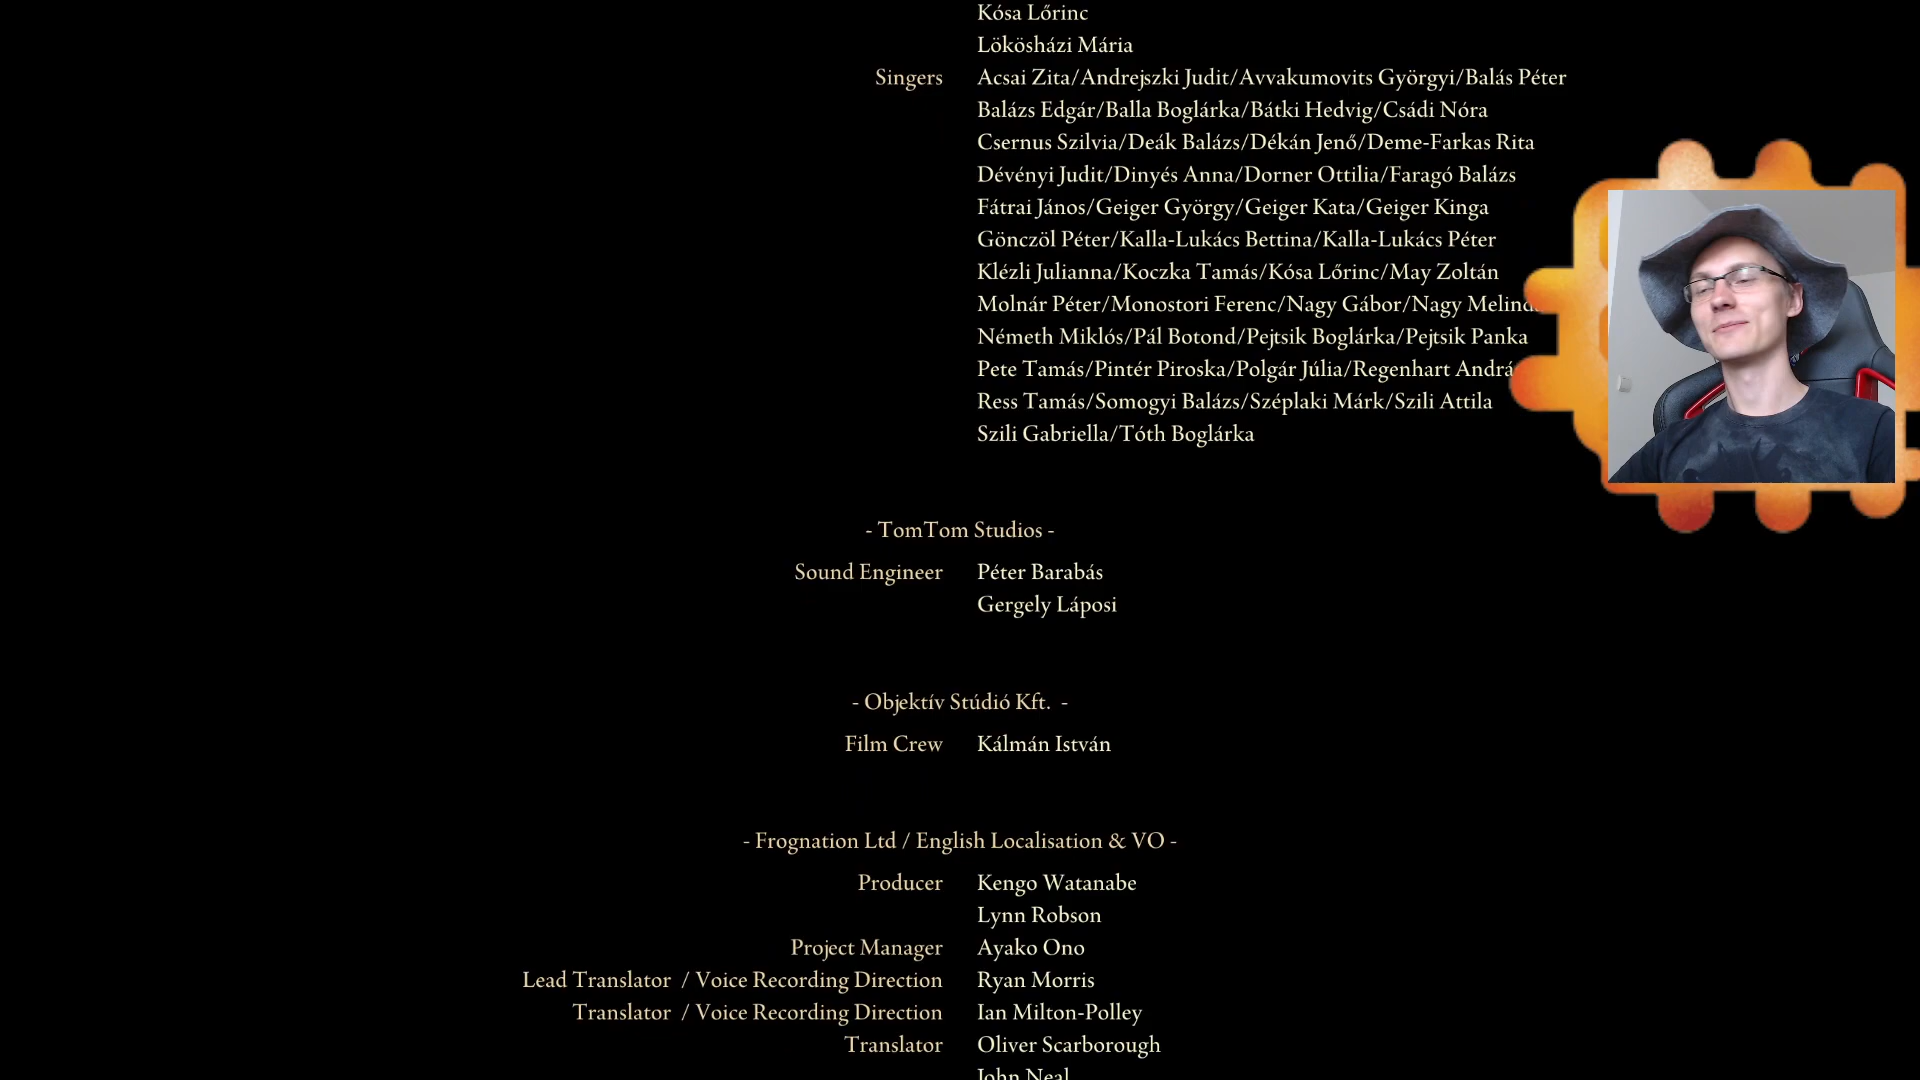 Kósa Lőrinc
Lökösházi Mária
Singers Acsai Zita/Andrejszki Judit/Avvakumovits Györgyi/Balás Péter
Balázs Edgár/Balla Boglárka/Bátki Hedvig/Csádi Nóra
Csernus Szilvia/Deák Balázs/Dékán Jenő/Deme-Farkas Rita
Dévényi Judit/Dinyés Anna/Dorner Ottilia/Faragó Balázs
Fátrai János/Geiger György/Geiger Kata/Geiger Kinga
Gönczöl Péter/Kalla-Lukács Bettina/Kalla-Lukács Péter
Klézli Julianna/Koczka Tamás/Kósa Lőrinc/May Zoltán
Molnár Péter/Monostori Ferenc/Nagy Gábor/Nagy
Németh Miklós/Pál Botond/Pejtsik Boglárka/Pejtsik Panka
Pete Tamás/Pintér Piroska/Polgár Júlia/Regenhart
Ress Tamás/Somogyi Balázs/Széplaki Márk/Szili Attila
Szili Gabriella/Tóth Boglárka
- TomTom Studios -
Sound Engineer Péter Barabás
Gergely Láposi
- Objektív Stúdió Kft. -
Film Crew Kálmán István
- Frognation Ltd / English Localisation & VO -
Producer Kengo Watanabe
Lynn Robson
Project Manager Ayako Ono
Lead Translator / Voice Recording Direction Ryan Morris
Translator / Voice Recording Direction Ian Milton-Polley
Translator Oliver Scarborough
John Neal